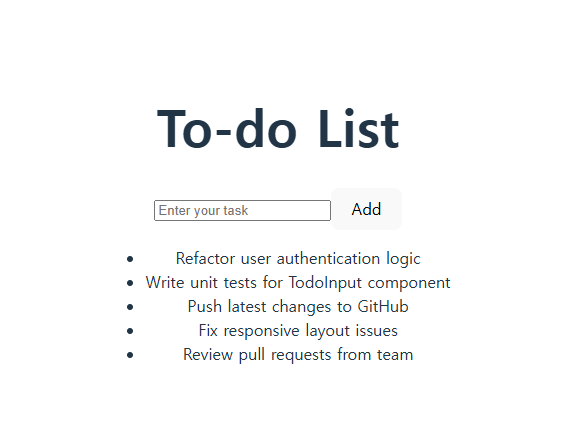 To-do List
Enter your task
Add
Refactor user authentication logic
Write unit tests for TodoInput component
Push latest changes to GitHub
Fix responsive layout issues
Review pull requests from team